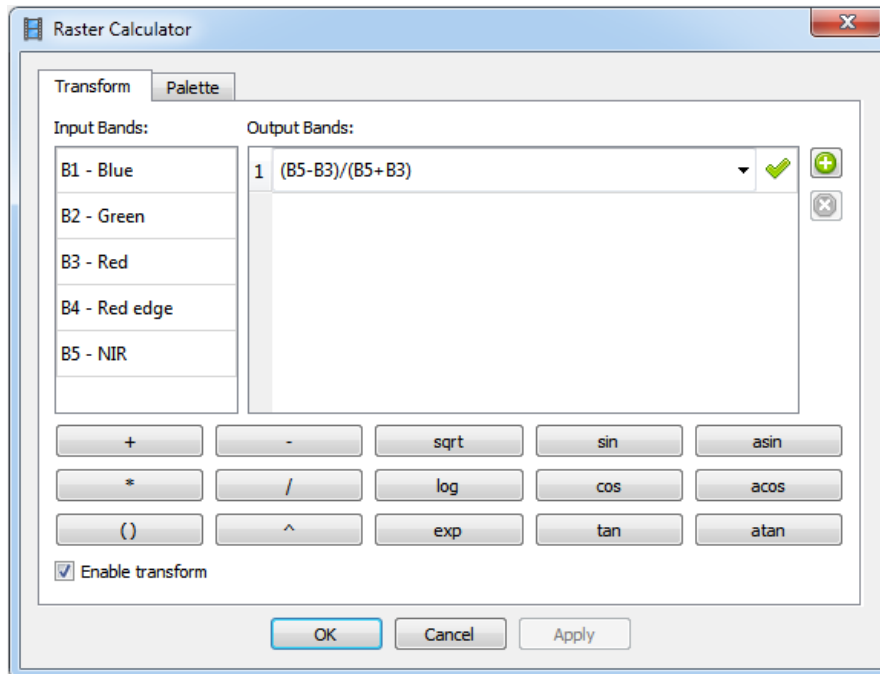 Raster Calculator
Transform Palette
Input Bands: Output Bands:
B1 - Blue
B2 - Green
B3 - Red
B4 - Red edge
B5 - NIR
1 (B5-B3)/(B5+B3)
+ - sqrt sin asin
* / log cos acos
() ^ exp tan atan
Enable transform
OK Cancel Apply